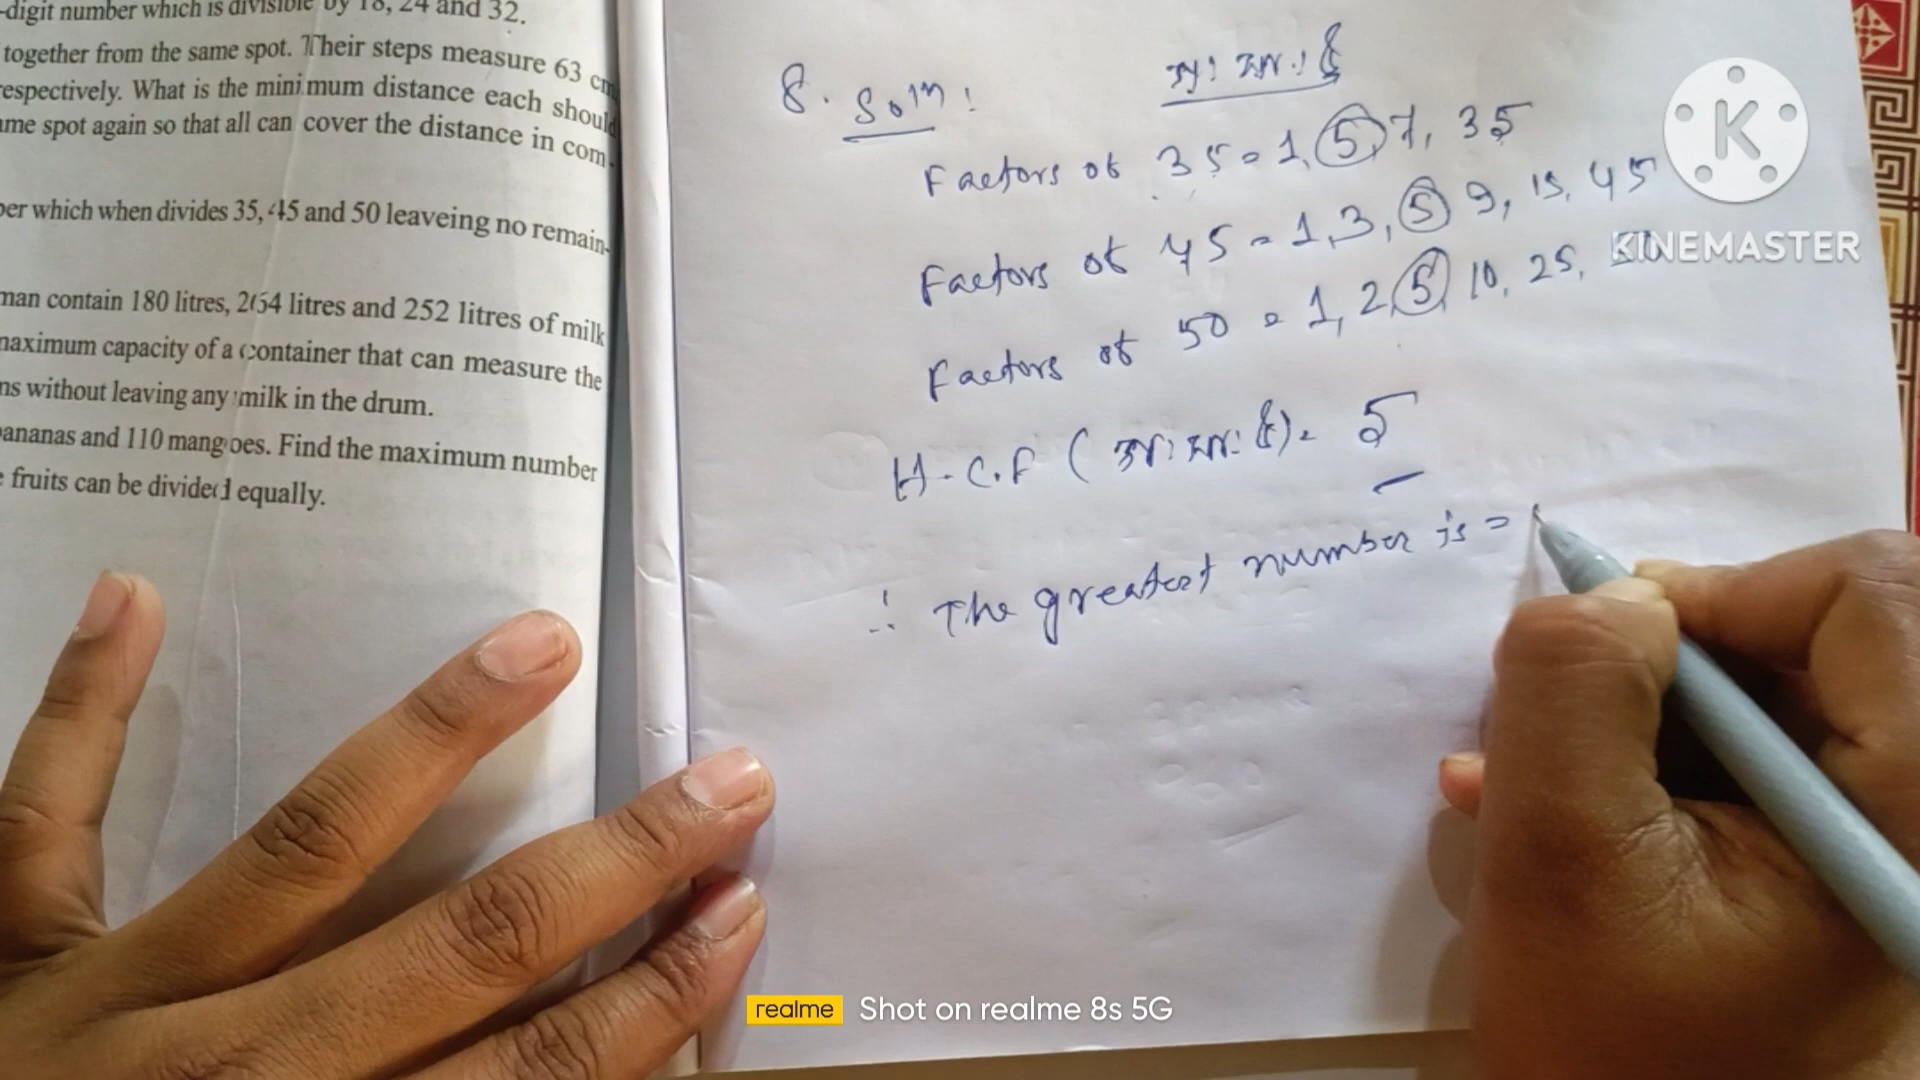 -digit number which is divisible by 18, 24 and 32.
together from the same spot. Their steps measure 63 cm
respectively. What is the minimum distance each should
ame spot again so that all can cover the distance in com-
ber which when divides 35, 45 and 50 leaveing no remain-
man contain 180 litres, 264 litres and 252 litres of milk
maximum capacity of a container that can measure the
ns without leaving any milk in the drum.
bananas and 110 mangoes. Find the maximum number
e fruits can be divided equally.
8. Soln:
Factors of 35 = 1, 5, 7, 35
Factors of 45 = 1, 3, 5, 9, 15, 45
Factors of 50 = 1, 2, 5, 10, 25, 50
H.C.F = 5
∴ The greatest number is =
K
KINEMASTER
realme Shot on realme 8s 5G